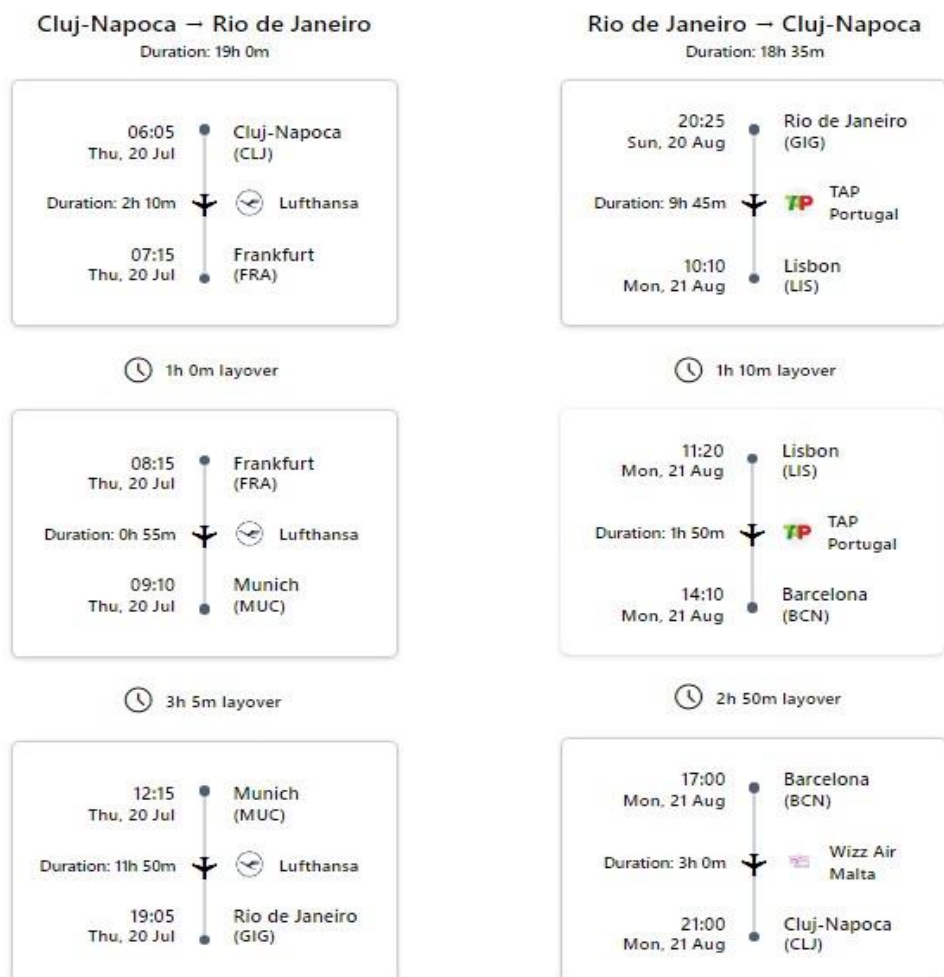 Cluj-Napoca → Rio de Janeiro
Duration: 19h 0m
06:05
Thu, 20 Jul
Cluj-Napoca
(CLJ)
Duration: 2h 10m
Lufthansa
07:15
Thu, 20 Jul
Frankfurt
(FRA)
1h 0m layover
08:15
Thu, 20 Jul
Frankfurt
(FRA)
Duration: 0h 55m
Lufthansa
09:10
Thu, 20 Jul
Munich
(MUC)
3h 5m layover
12:15
Thu, 20 Jul
Munich
(MUC)
Duration: 11h 50m
Lufthansa
19:05
Thu, 20 Jul
Rio de Janeiro
(GIG)
Rio de Janeiro → Cluj-Napoca
Duration: 18h 35m
20:25
Sun, 20 Aug
Rio de Janeiro
(GIG)
Duration: 9h 45m
TAP
TAP
Portugal
10:10
Mon, 21 Aug
Lisbon
(LIS)
1h 10m layover
11:20
Mon, 21 Aug
Lisbon
(LIS)
Duration: 1h 50m
TAP
TAP
Portugal
14:10
Mon, 21 Aug
Barcelona
(BCN)
2h 50m layover
17:00
Mon, 21 Aug
Barcelona
(BCN)
Duration: 3h 0m
Wizz Air
Malta
21:00
Mon, 21 Aug
Cluj-Napoca
(CLJ)